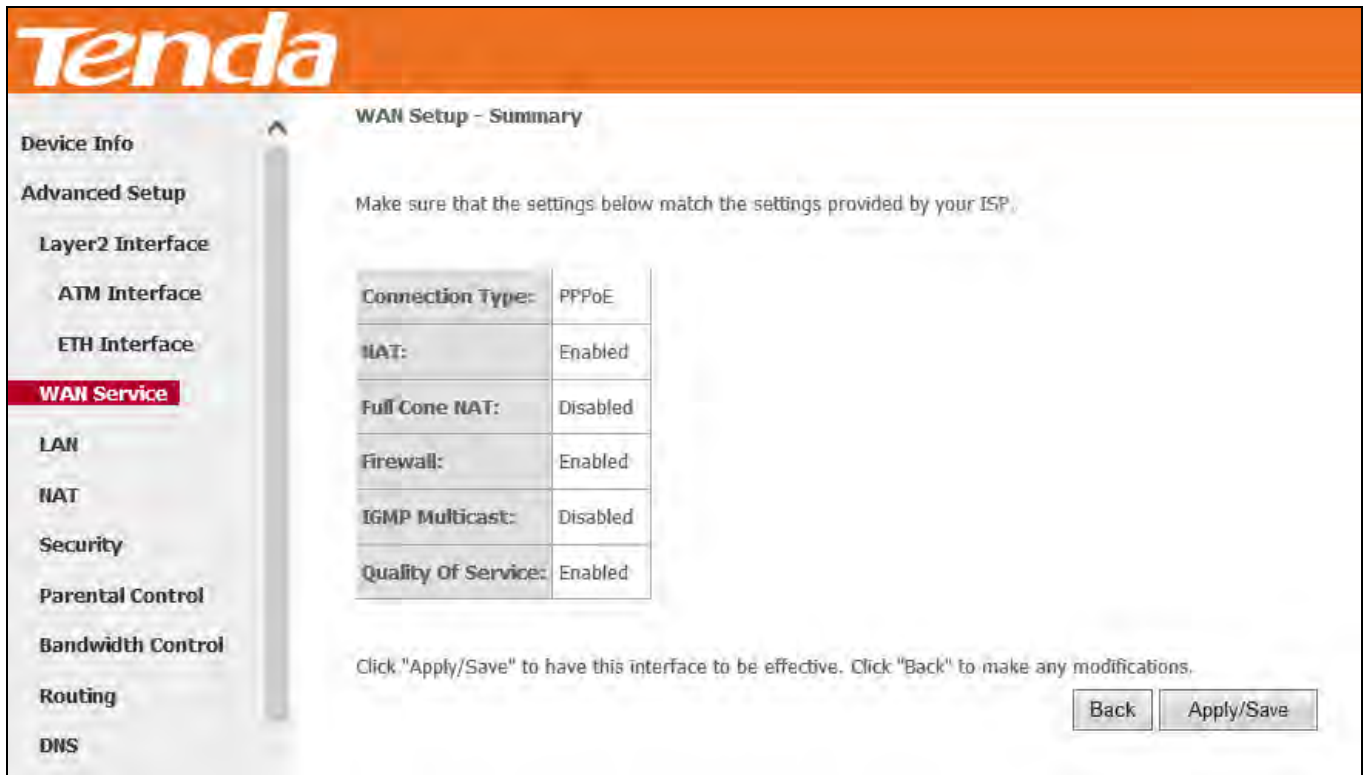 Tenda
Device Info
Advanced Setup
Layer2 Interface
ATM Interface
ETH Interface
WAN Service
LAN
NAT
Security
Parental Control
Bandwidth Control
Routing
DNS
WAN Setup - Summary
Make sure that the settings below match the settings provided by your ISP.
Connection Type: PPPoE
NAT: Enabled
Full Cone NAT: Disabled
Firewall: Enabled
IGMP Multicast: Disabled
Quality Of Service: Enabled
Click "Apply/Save" to have this interface to be effective. Click "Back" to make any modifications.
Back Apply/Save